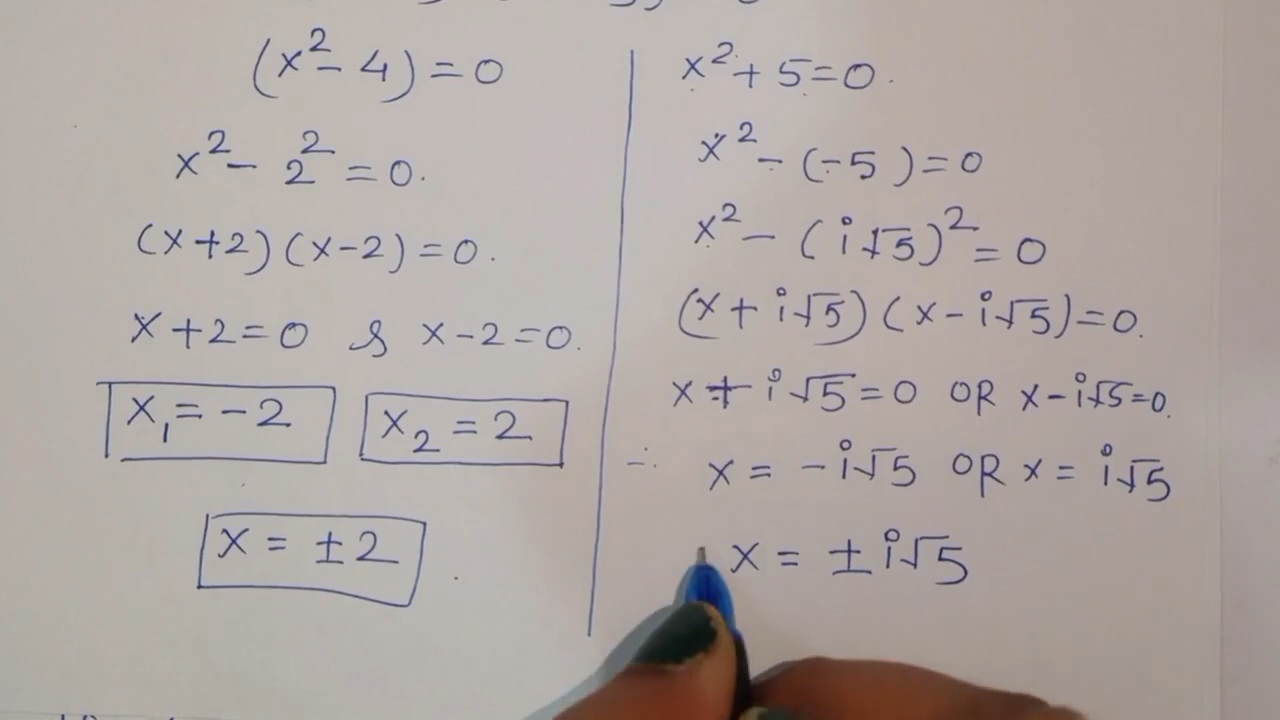 (x² - 4) = 0
x² - 2² = 0.
(x+2)(x-2) = 0.
x+2=0 & x-2=0.
x₁ = -2 x₂ = 2
x = ±2
x² + 5 = 0.
x² - (-5) = 0
x² - (i√5)² = 0
(x + i√5)(x - i√5) = 0.
x + i√5 = 0 OR x - i√5 = 0.
∴ x = -i√5 OR x = i√5
x = ±i√5